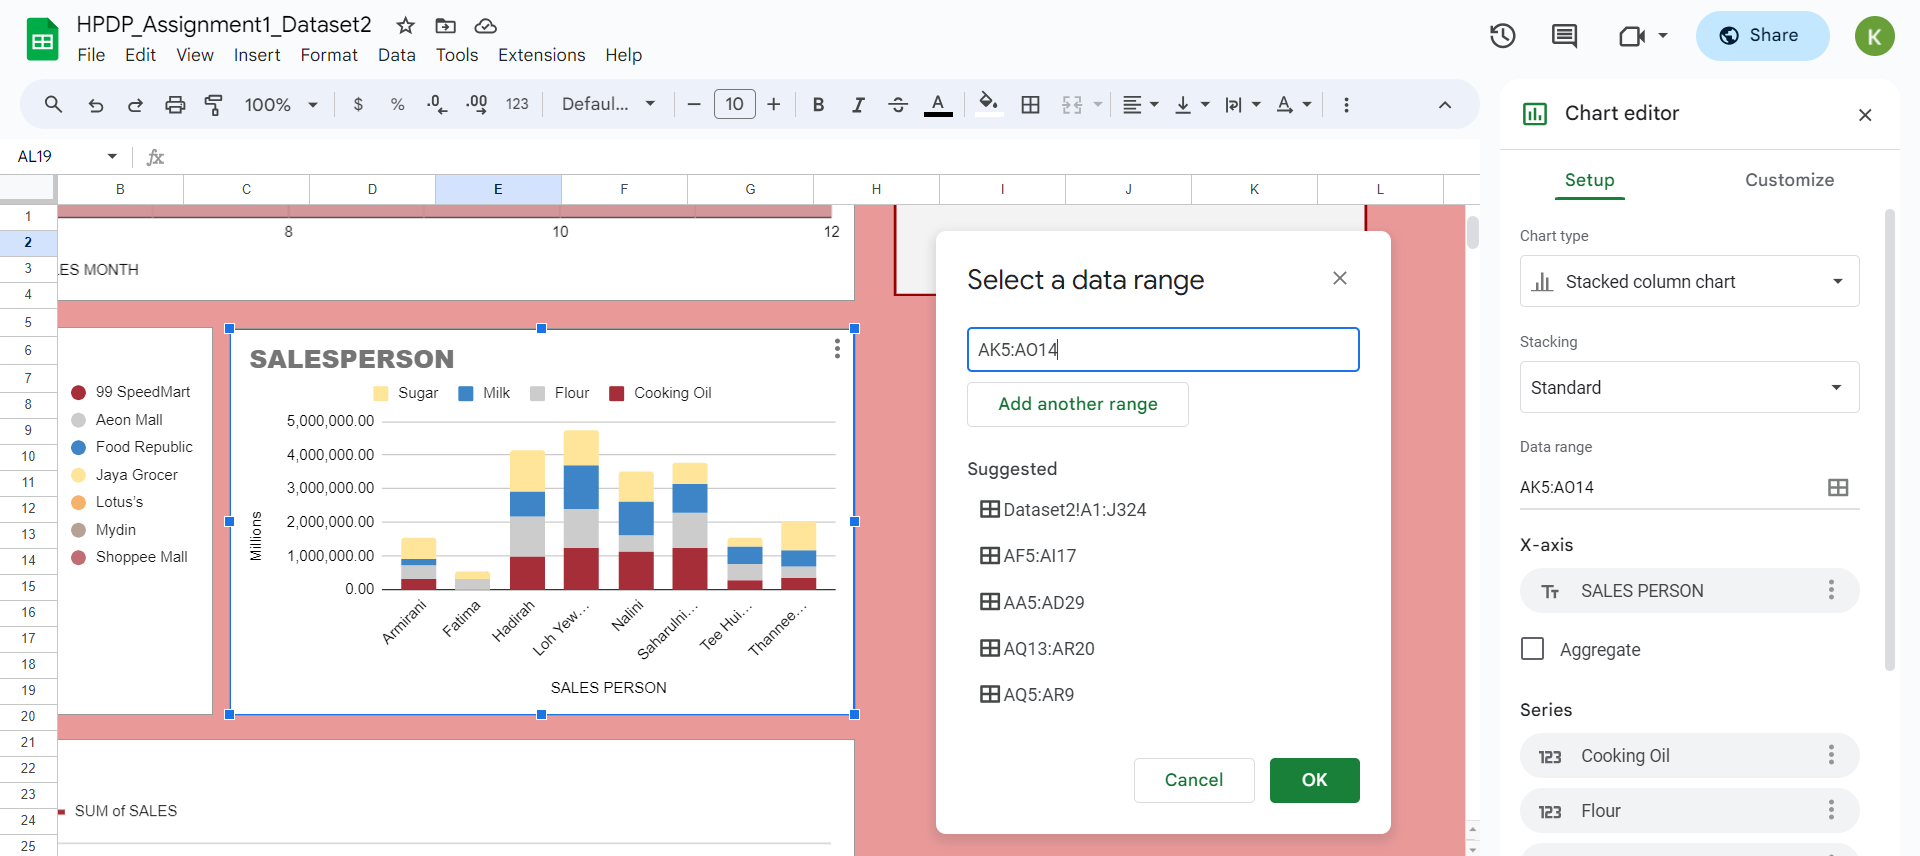 HPDP_Assignment1_Dataset2
File Edit View Insert Format Data Tools Extensions Help
Share
K
100% $ % .0 .00 123 Defaul... 10 B I A
Chart editor
AL19 fx
Setup Customize
B C D E F G H I J K L
1
2
3
4
5
6
7
8
9
10
11
12
13
14
15
16
17
18
19
20
21
22
23
24
25
8 10 12
ES MONTH
99 SpeedMart
Aeon Mall
Food Republic
Jaya Grocer
Lotus's
Mydin
Shoppee Mall
SALESPERSON
Sugar Milk Flour Cooking Oil
5,000,000.00
4,000,000.00
3,000,000.00
2,000,000.00
1,000,000.00
0.00
Millions
Armirani
Fatima
Hadirah
Loh Yew...
Nalini
Saharulni...
Tee Hui...
Thannee...
SALES PERSON
SUM of SALES
Select a data range
AK5:AO14
Add another range
Suggested
Dataset2!A1:J324
AF5:AI17
AA5:AD29
AQ13:AR20
AQ5:AR9
Cancel OK
Chart type
Stacked column chart
Stacking
Standard
Data range
AK5:AO14
X-axis
Tт SALES PERSON
Aggregate
Series
123 Cooking Oil
123 Flour